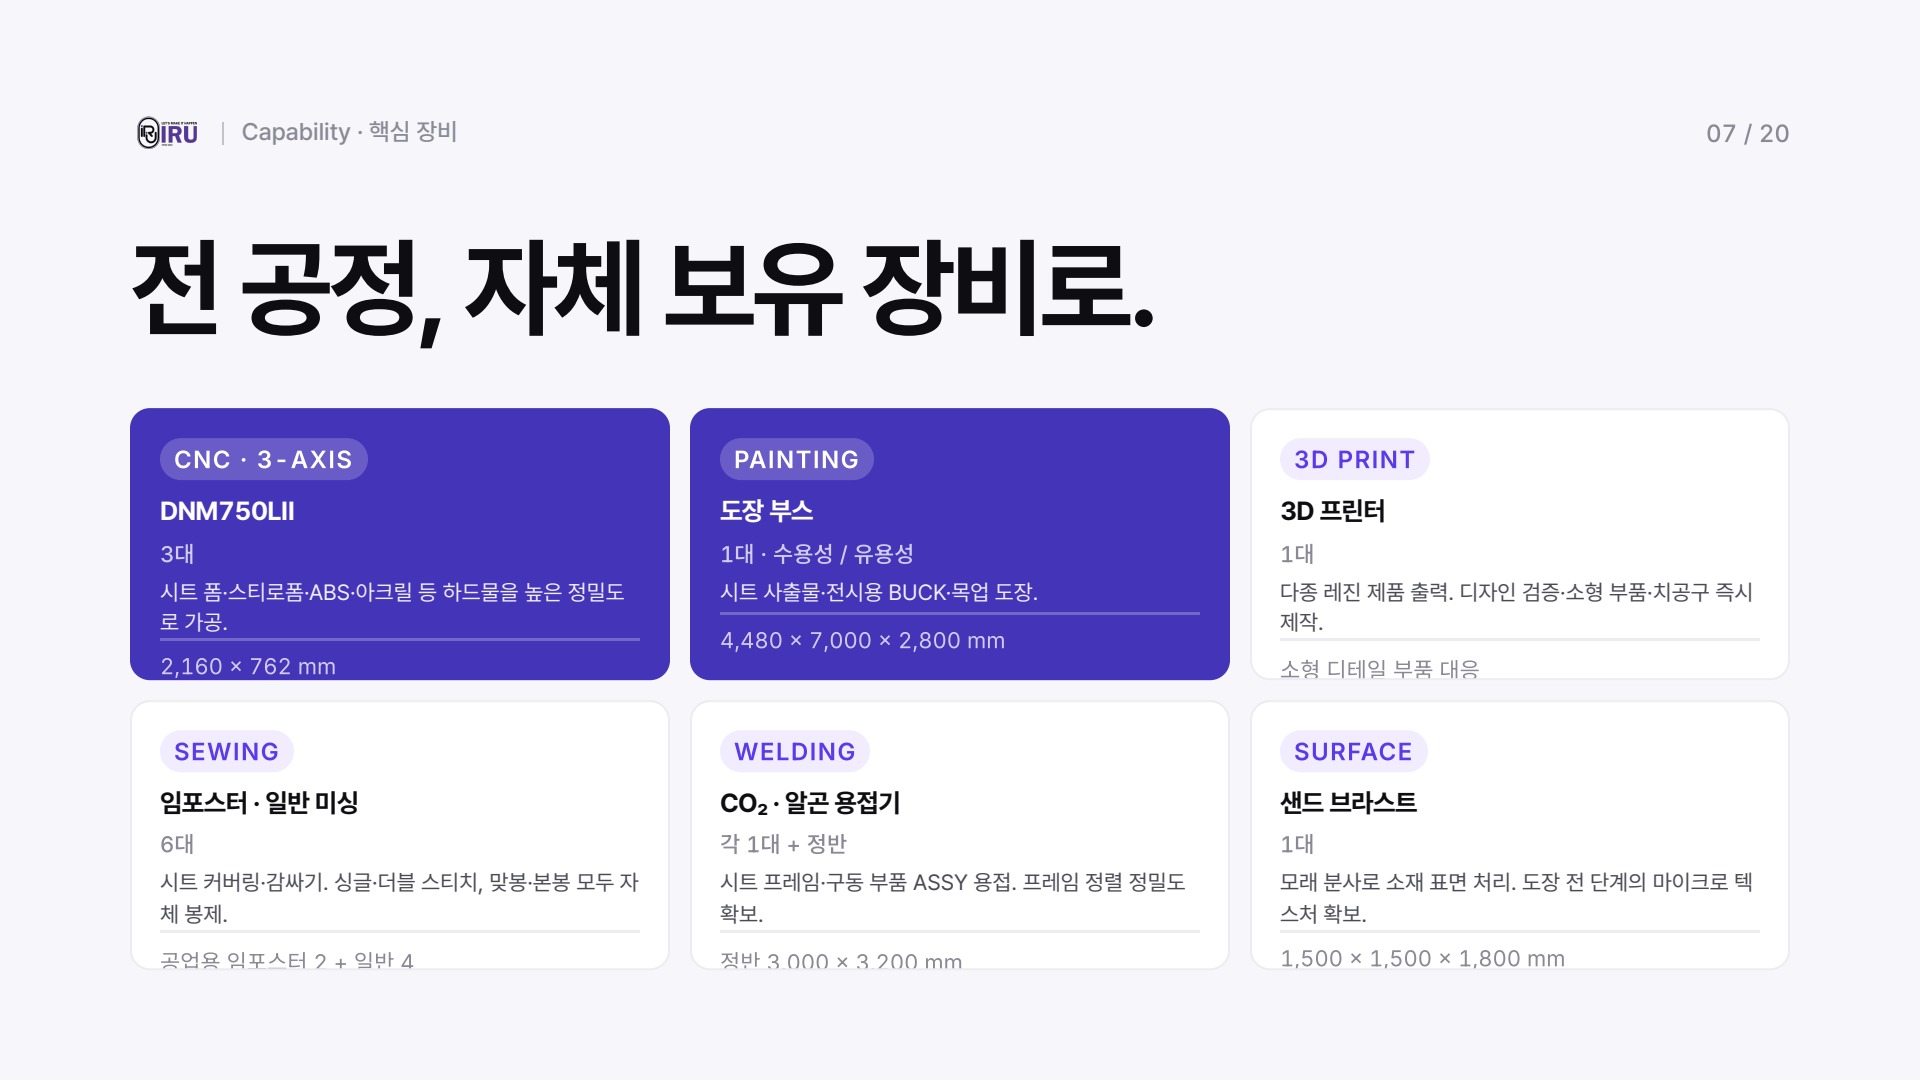 IRU
Capability · 핵심 장비
07 / 20
전 공정, 자체 보유 장비로.
CNC · 3-AXIS
DNM750LII
3대
시트 폼·스티로폼·ABS·아크릴 등 하드물을 높은 정밀도
로 가공.
2,160 × 762 mm
PAINTING
도장 부스
1대 · 수용성 / 유용성
시트 사출물·전시용 BUCK·목업 도장.
4,480 × 7,000 × 2,800 mm
3D PRINT
3D 프린터
1대
다종 레진 제품 출력. 디자인 검증·소형 부품·치공구 즉시
제작.
소형 디테일 부품 대응
SEWING
임포스터 · 일반 미싱
6대
시트 커버링·감싸기. 싱글·더블 스티치, 맞봉·본봉 모두 자
체 봉제.
공업용 임포스터 2 + 일반 4
WELDING
CO₂ · 알곤 용접기
각 1대 + 정반
시트 프레임·구동 부품 ASSY 용접. 프레임 정렬 정밀도
확보.
정반 3,000 × 3,200 mm
SURFACE
샌드 브라스트
1대
모래 분사로 소재 표면 처리. 도장 전 단계의 마이크로 텍
스처 확보.
1,500 × 1,500 × 1,800 mm